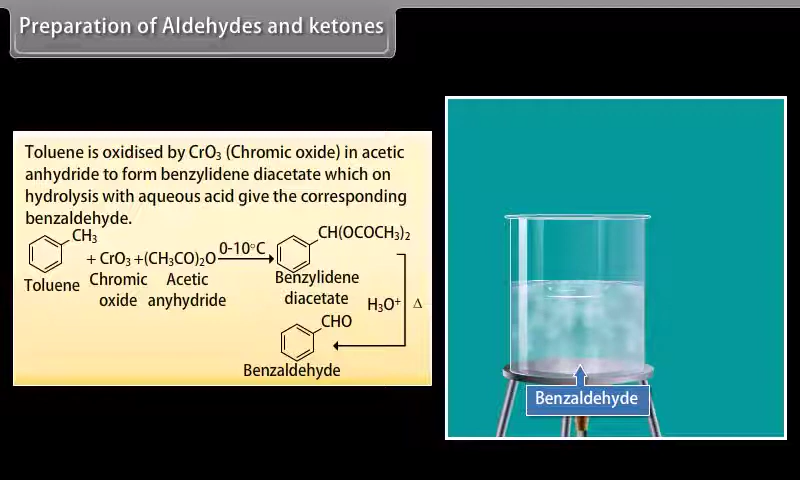 Preparation of Aldehydes and ketones
Toluene is oxidised by CrO₃ (Chromic oxide) in acetic
anhydride to form benzylidene diacetate which on
hydrolysis with aqueous acid give the corresponding
benzaldehyde.
CH₃
+ CrO₃ +(CH₃CO)₂O
0-10°C
CH(OCOCH₃)₂
Toluene
Chromic
oxide
Acetic
anhydride
Benzylidene
diacetate
H₃O⁺
Δ
CHO
Benzaldehyde
Benzaldehyde